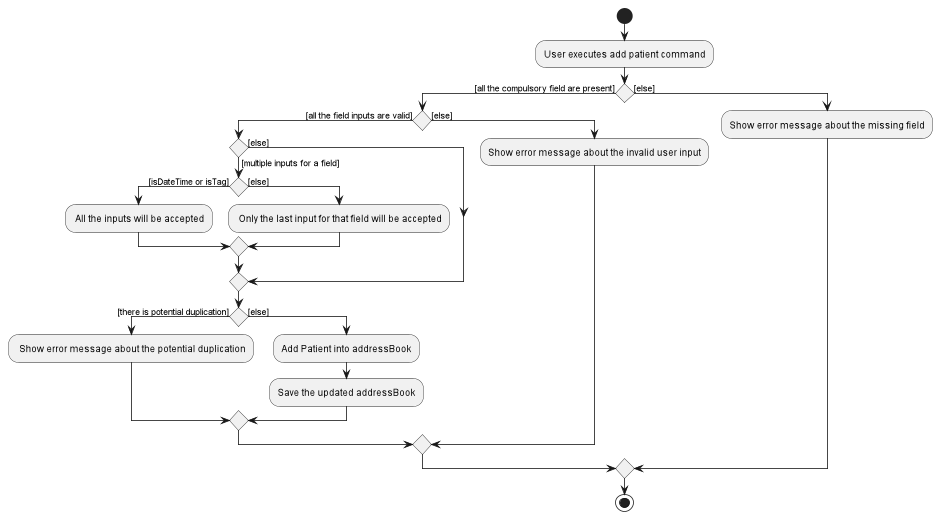 User executes add patient command
[all the compulsory field are present]
[else]
[all the field inputs are valid]
[else]
Show error message about the missing field
[else]
Show error message about the invalid user input
[multiple inputs for a field]
[isDateTime or isTag]
[else]
All the inputs will be accepted
Only the last input for that field will be accepted
[there is potential duplication]
[else]
Show error message about the potential duplication
Add Patient into addressBook
Save the updated addressBook